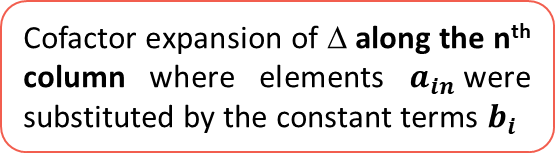 Cofactor expansion of Δ along the nᵗʰ
column where elements 𝒂ᵢₙ were
substituted by the constant terms 𝒃ᵢ